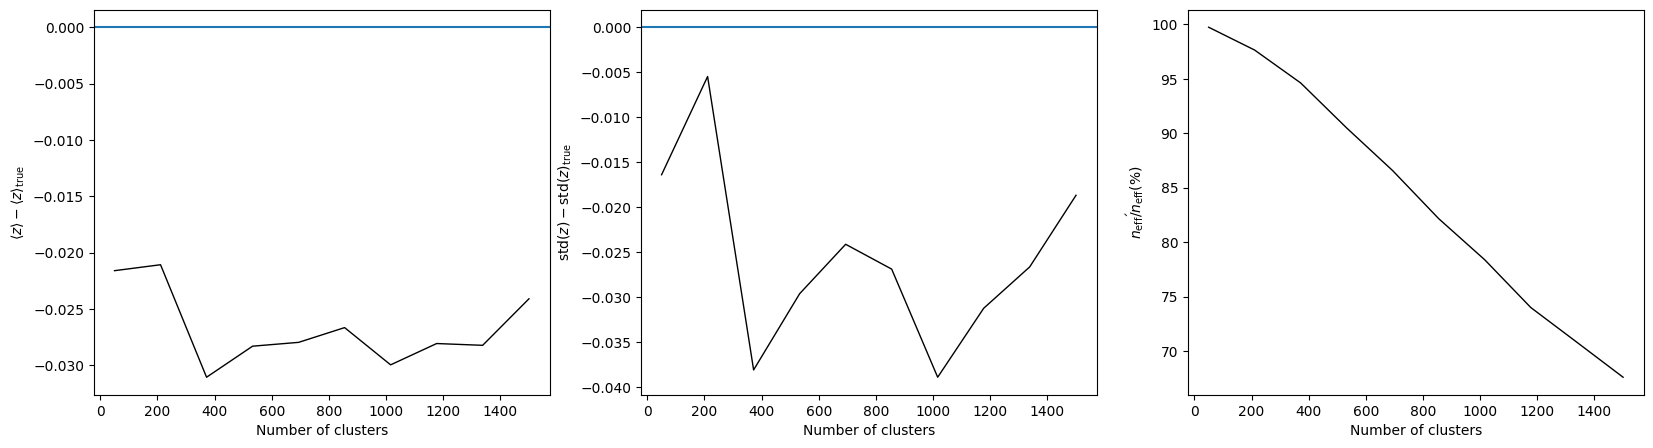 0.000
−0.005
−0.010
−0.015
−0.020
−0.025
−0.030
⟨z⟩ − ⟨z⟩true
0 200 400 600 800 1000 1200 1400
Number of clusters
0.000
−0.005
−0.010
−0.015
−0.020
−0.025
−0.030
−0.035
−0.040
std(z) − std(z)true
0 200 400 600 800 1000 1200 1400
Number of clusters
100
95
90
85
80
75
70
n′eff/neff(%)
0 200 400 600 800 1000 1200 1400
Number of clusters